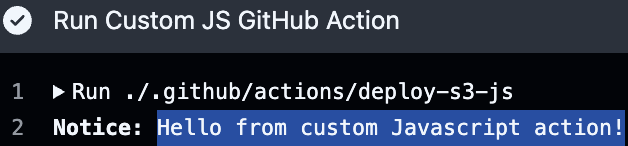 Run Custom JS GitHub Action
1 ▶ Run ./.github/actions/deploy-s3-js
2 Notice: Hello from custom Javascript action!